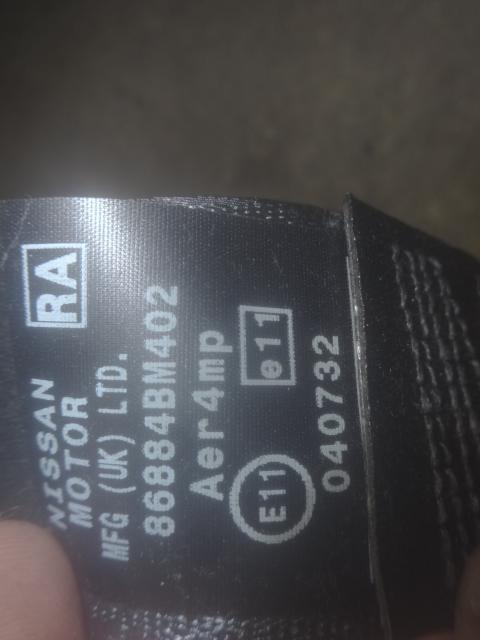 RA
NISSAN
MOTOR
MFG (UK) LTD.
86884BM402
Aer4mp
E11 e11
040732